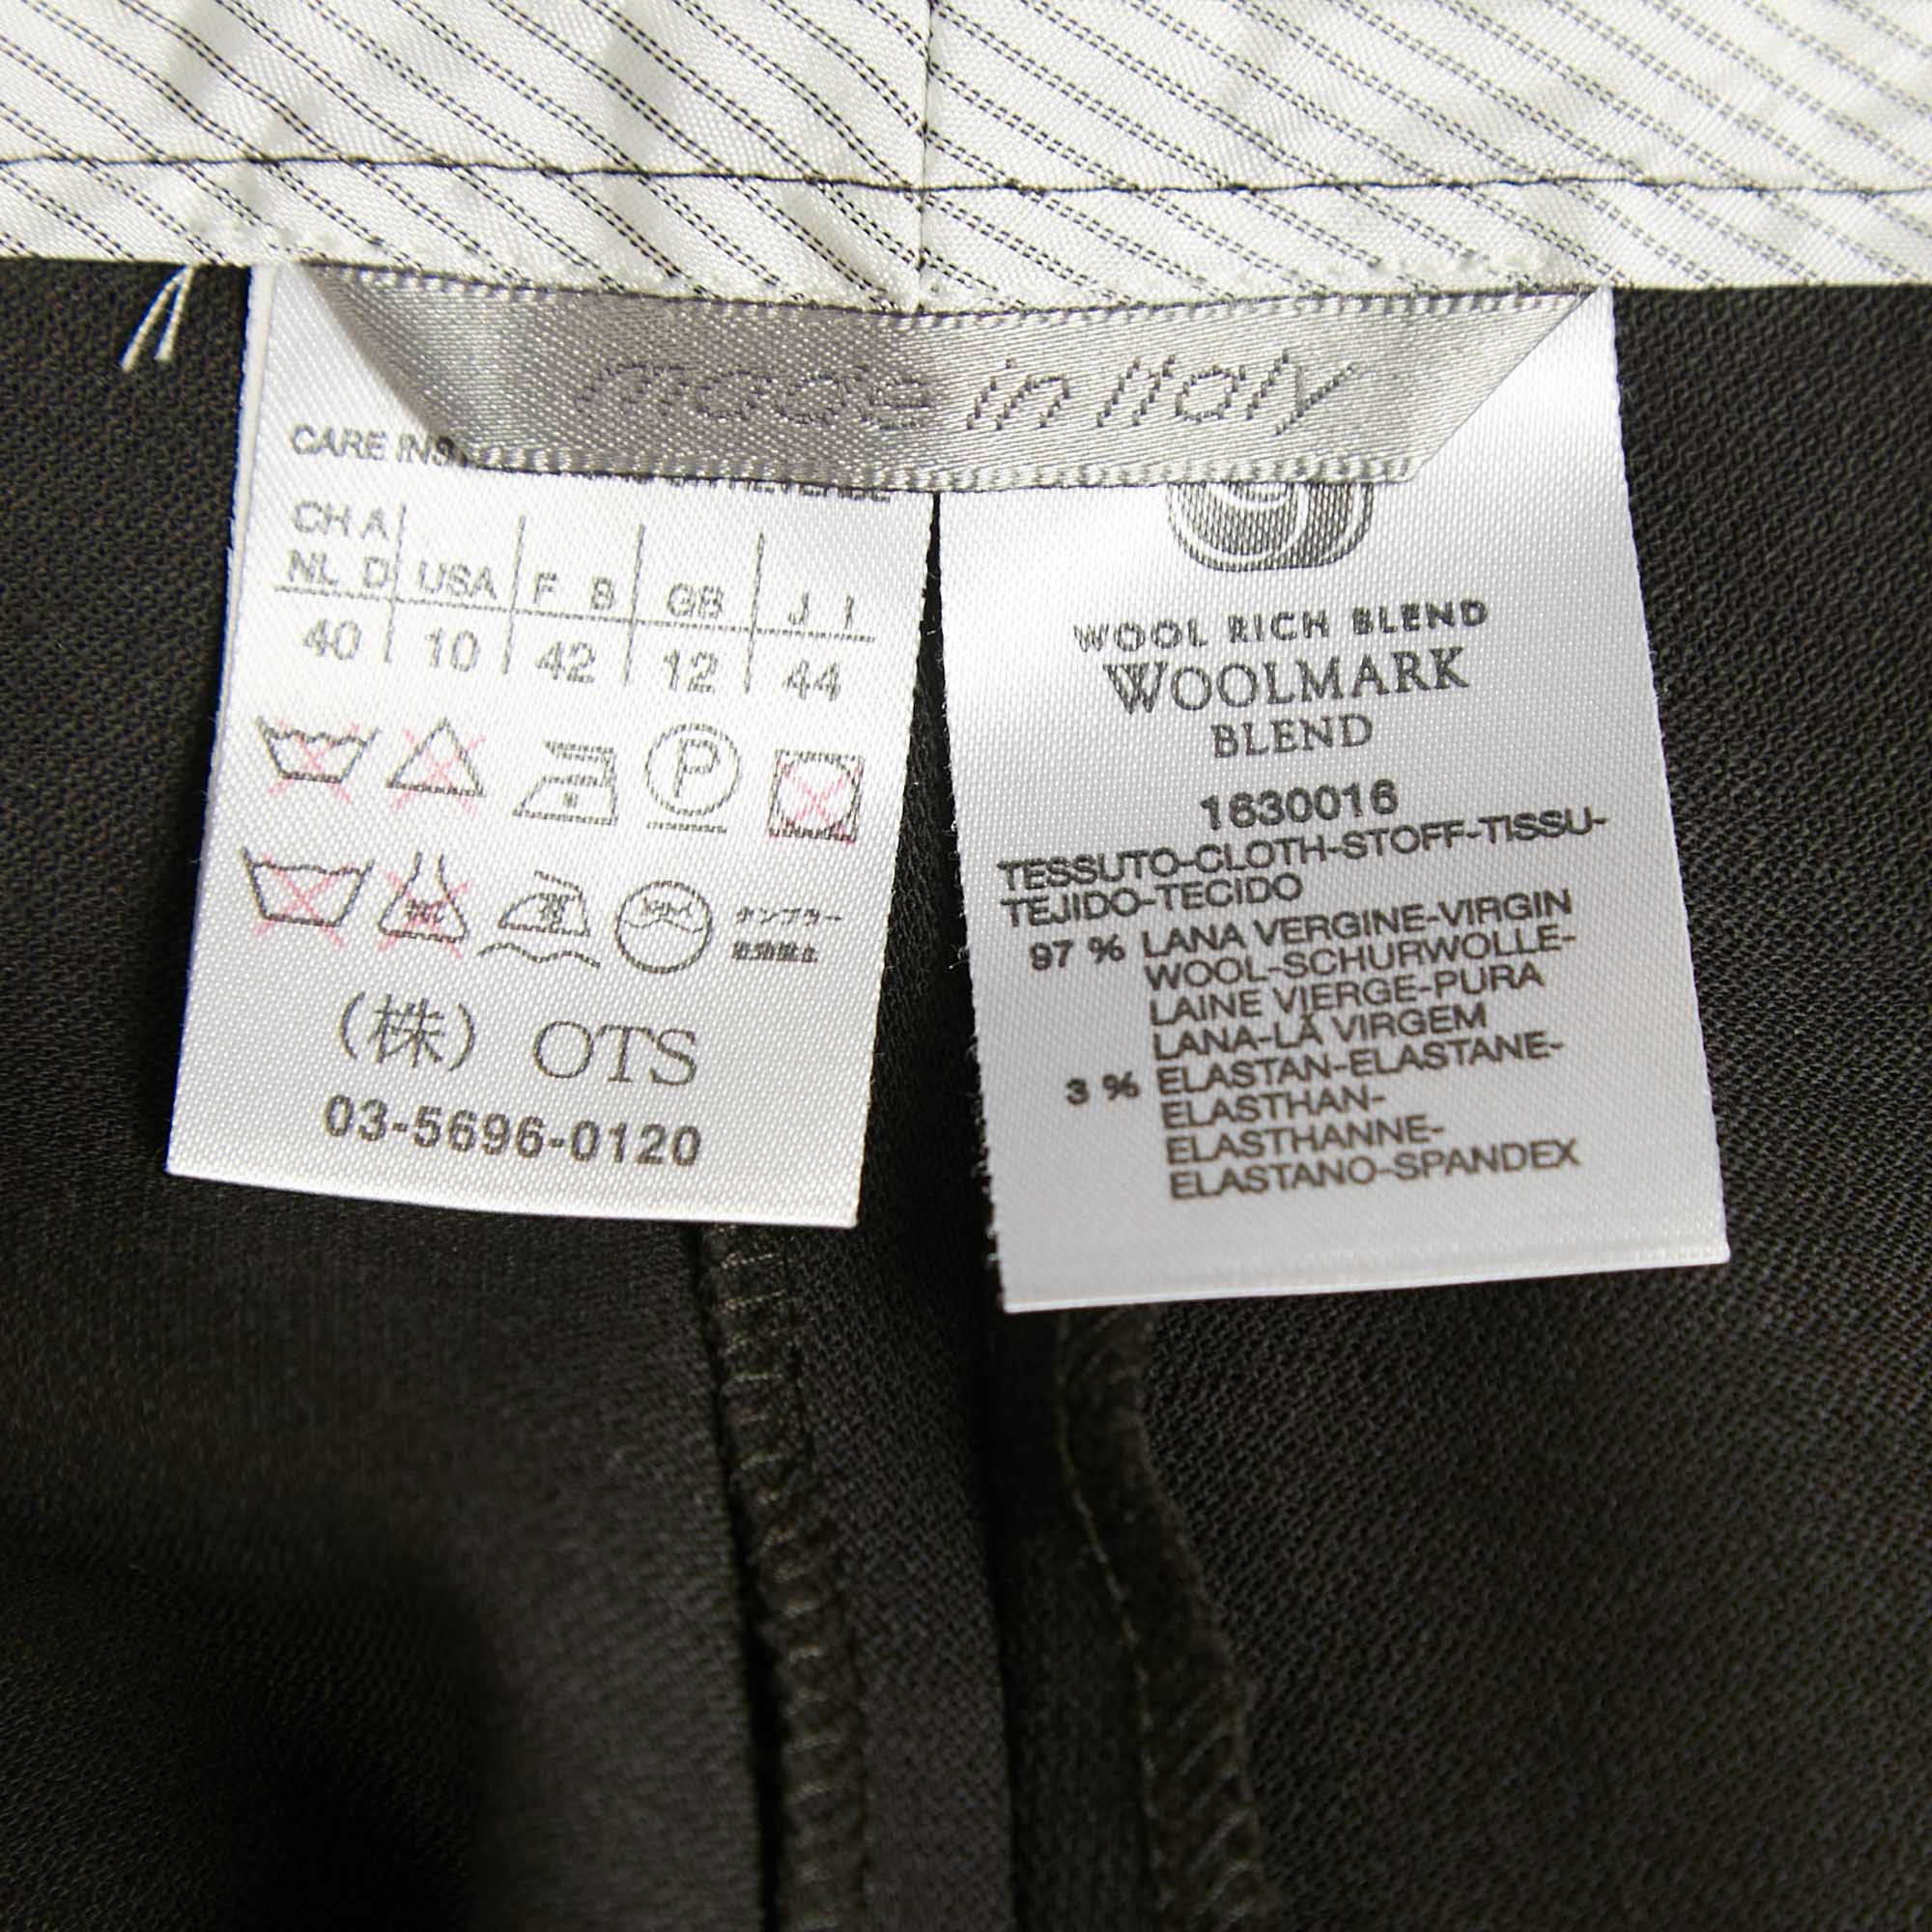 made in Italy
CARE INS
CH A
NL D USA F B GB J I
40 10 42 12 44
P
(株) OTS
03-5696-0120
WOOL RICH BLEND
WOOLMARK
BLEND
1630016
TESSUTO-CLOTH-STOFF-TISSU-
TEJIDO-TECIDO
97 % LANA VERGINE-VIRGIN
WOOL-SCHURWOLLE-
LAINE VIERGE-PURA
LANA-LÃ VIRGEM
3 % ELASTAN-ELASTANE-
ELASTHAN-
ELASTHANNE-
ELASTANO-SPANDEX